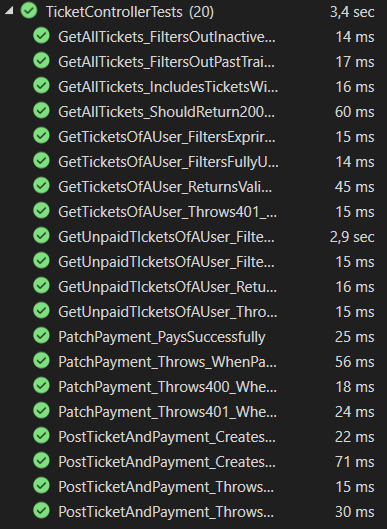 TicketControllerTests (20) 3,4 sec
GetAllTickets_FiltersOutInactive... 14 ms
GetAllTickets_FiltersOutPastTrai... 17 ms
GetAllTickets_IncludesTicketsWi... 16 ms
GetAllTickets_ShouldReturn200... 60 ms
GetTicketsOfAUser_FiltersExprir... 15 ms
GetTicketsOfAUser_FiltersFullyU... 14 ms
GetTicketsOfAUser_ReturnsVali... 45 ms
GetTicketsOfAUser_Throws401_... 15 ms
GetUnpaidTIcketsOfAUser_Filte... 2,9 sec
GetUnpaidTIcketsOfAUser_Filte... 15 ms
GetUnpaidTIcketsOfAUser_Retu... 16 ms
GetUnpaidTIcketsOfAUser_Thro... 15 ms
PatchPayment_PaysSuccessfully 25 ms
PatchPayment_Throws_WhenPa... 56 ms
PatchPayment_Throws400_Whe... 18 ms
PatchPayment_Throws401_Whe... 24 ms
PostTicketAndPayment_Creates... 22 ms
PostTicketAndPayment_Creates... 71 ms
PostTicketAndPayment_Throws... 15 ms
PostTicketAndPayment_Throws... 30 ms